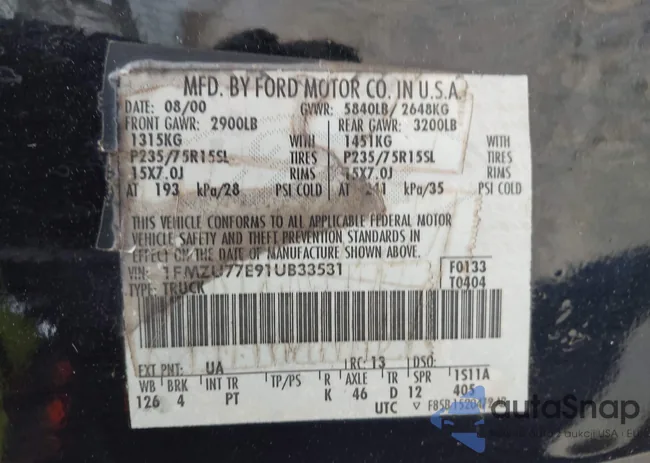 MFD. BY FORD MOTOR CO. IN U.S.A.
DATE: 08/00 GVWR: 5840LB/ 2648KG
FRONT GAWR: 2900LB REAR GAWR: 3200LB
1315KG WITH 1451KG WITH
P235/75R15SL TIRES P235/75R15SL TIRES
15X7.0J RIMS 15X7.0J RIMS
AT 193 kPa/28 PSI COLD AT kPa/35 PSI COLD
THIS VEHICLE CONFORMS TO ALL APPLICABLE FEDERAL MOTOR
VEHICLE SAFETY AND THEFT PREVENTION STANDARDS IN
EFFECT ON THE DATE OF MANUFACTURE SHOWN ABOVE.
VIN: 1FMZU77E91UB33531 F0133
TYPE: TRUCK T0404
EXT PNT: UA RC: 13 DSO:
WB BRK INT TR TP/PS R AXLE TR SPR 1S11A
126 4 PT K 46 D 12 405
UTC
autoSnap